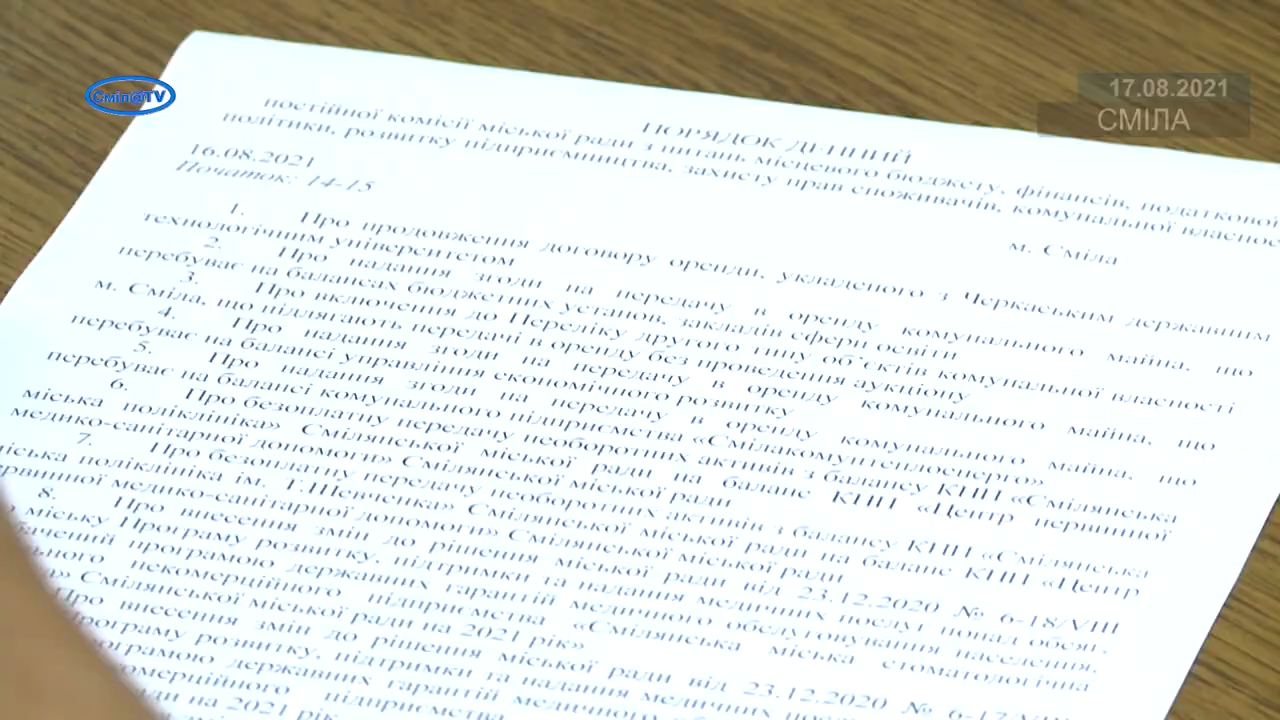 Сміла@TV
17.08.2021
СМІЛА
ПОРЯДОК ДЕННИЙ
постійної комісії міської ради з питань місцевого бюджету, фінансів, податкової
політики, розвитку підприємництва, захисту прав споживачів, комунальної
16.08.2021
м. Сміла
Початок: 14-15
1. Про продовження договору оренди, укладеного з Черкаським державним
технологічним університетом
2. Про надання згоди на передачу в оренду комунального майна, що
перебуває на балансах бюджетних установ, закладів сфери освіти
3. Про включення до Переліку другого типу об'єктів комунальної власності
м. Сміла, що підлягають передачі в оренду без проведення аукціону
4. Про надання згоди на передачу в оренду комунального майна, що
перебуває на балансі управління економічного розвитку
5. Про надання згоди на передачу в оренду комунального майна, що
перебуває на балансі комунального підприємства «Смілакомунтеплоенерго»
6. Про безоплатну передачу необоротних активів з балансу КНП «Смілянська
міська поліклініка» Смілянської міської ради на баланс КНП «Центр первинної
медико-санітарної допомоги» Смілянської міської ради
7. Про безоплатну передачу необоротних активів з балансу КНП «Смілянська
міська поліклініка ім. Т.Шевченка» Смілянської міської ради на баланс КНП «Центр
медико-санітарної допомоги» Смілянської міської ради
8. Про внесення змін до рішення міської ради від 23.12.2020 № 6-18/VIII
міську Програму розвитку, підтримки та надання медичних послуг понад обсяг,
програмою державних гарантій медичного обслуговування населення,
некомерційного підприємства «Смілянська міська стоматологічна
Смілянської міської ради на 2021 рік»
Про внесення змін до рішення міської ради від 23.12.2020 № 6-17/VIII
Програму розвитку, підтримки та надання медичних
програмою державних гарантій медичного
підприємства
на 2021 рік